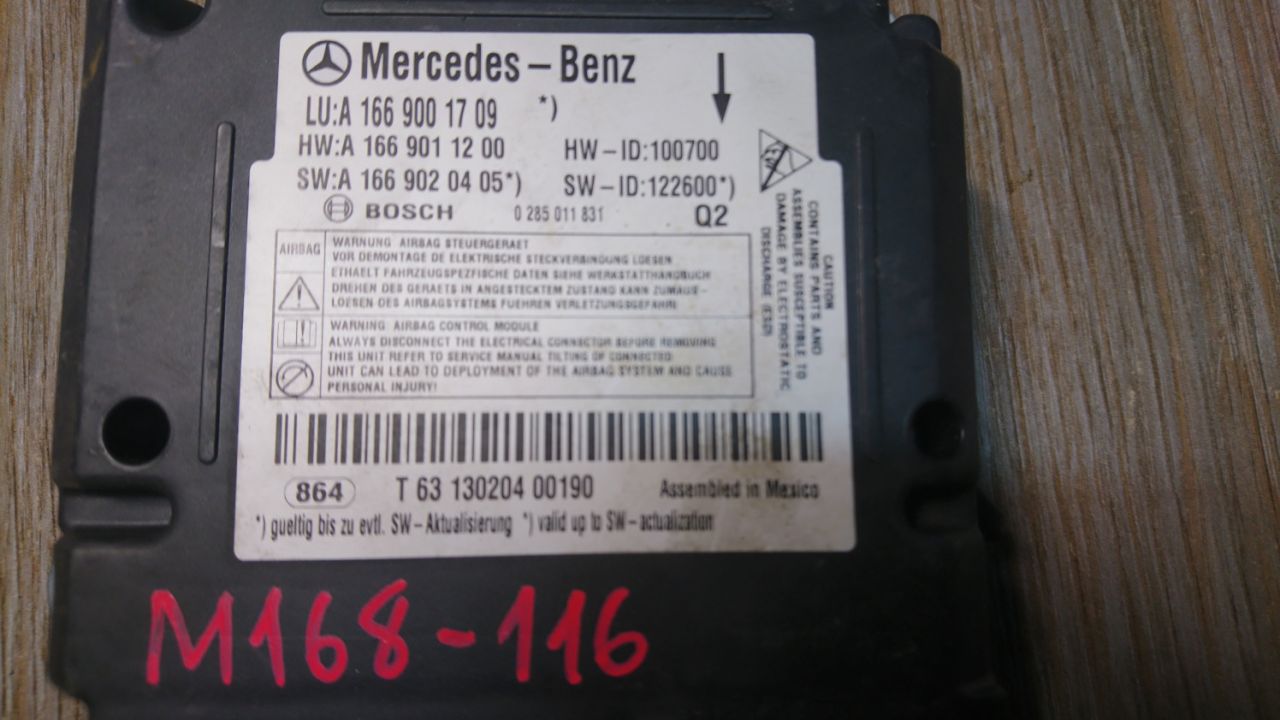 Mercedes-Benz
LU:A 166 900 17 09 *)
HW:A 166 901 12 00 HW-ID:100700
SW:A 166 902 04 05*) SW-ID:122600*)
BOSCH 0 285 011 831 Q2
CAUTION
CONTAINS PARTS AND
ASSEMBLIES SUSCEPTIBLE TO
DAMAGE BY ELECTROSTATIC
DISCHARGE (ESD)
AIRBAG
WARNUNG AIRBAG STEUERGERAET
VOR DEMONTAGE DE ELEKTRISCHE STECKVERBINDUNG LOESEN
ETHAELT FAHRZEUGSPEZFISCHE DATEN SIEHE WERKSTATTHANDBUCH
DREHEN DES GERAETS IN ANGESTECKTEM ZUSTAND KANN ZUMAUS-
LOESEN DES AIRBAGSYSTEMS FUEHREN VERLETZUNGSGEFAHR!
WARNING: AIRBAG CONTROL MODULE
ALWAYS DISCONNECT THE ELECTRICAL CONNECTOR BEFORE REMOVING
THIS UNIT REFER TO SERVICE MANUAL TILTING OF CONNECTED
UNIT CAN LEAD TO DEPLOYMENT OF THE AIRBAG SYSTEM AND CAUSE
PERSONAL INJURY!
864 T 63 130204 00190 Assembled in Mexico
*) gueltig bis zu evtl. SW-Aktualisierung *) valid up to SW-actualization
M168-116